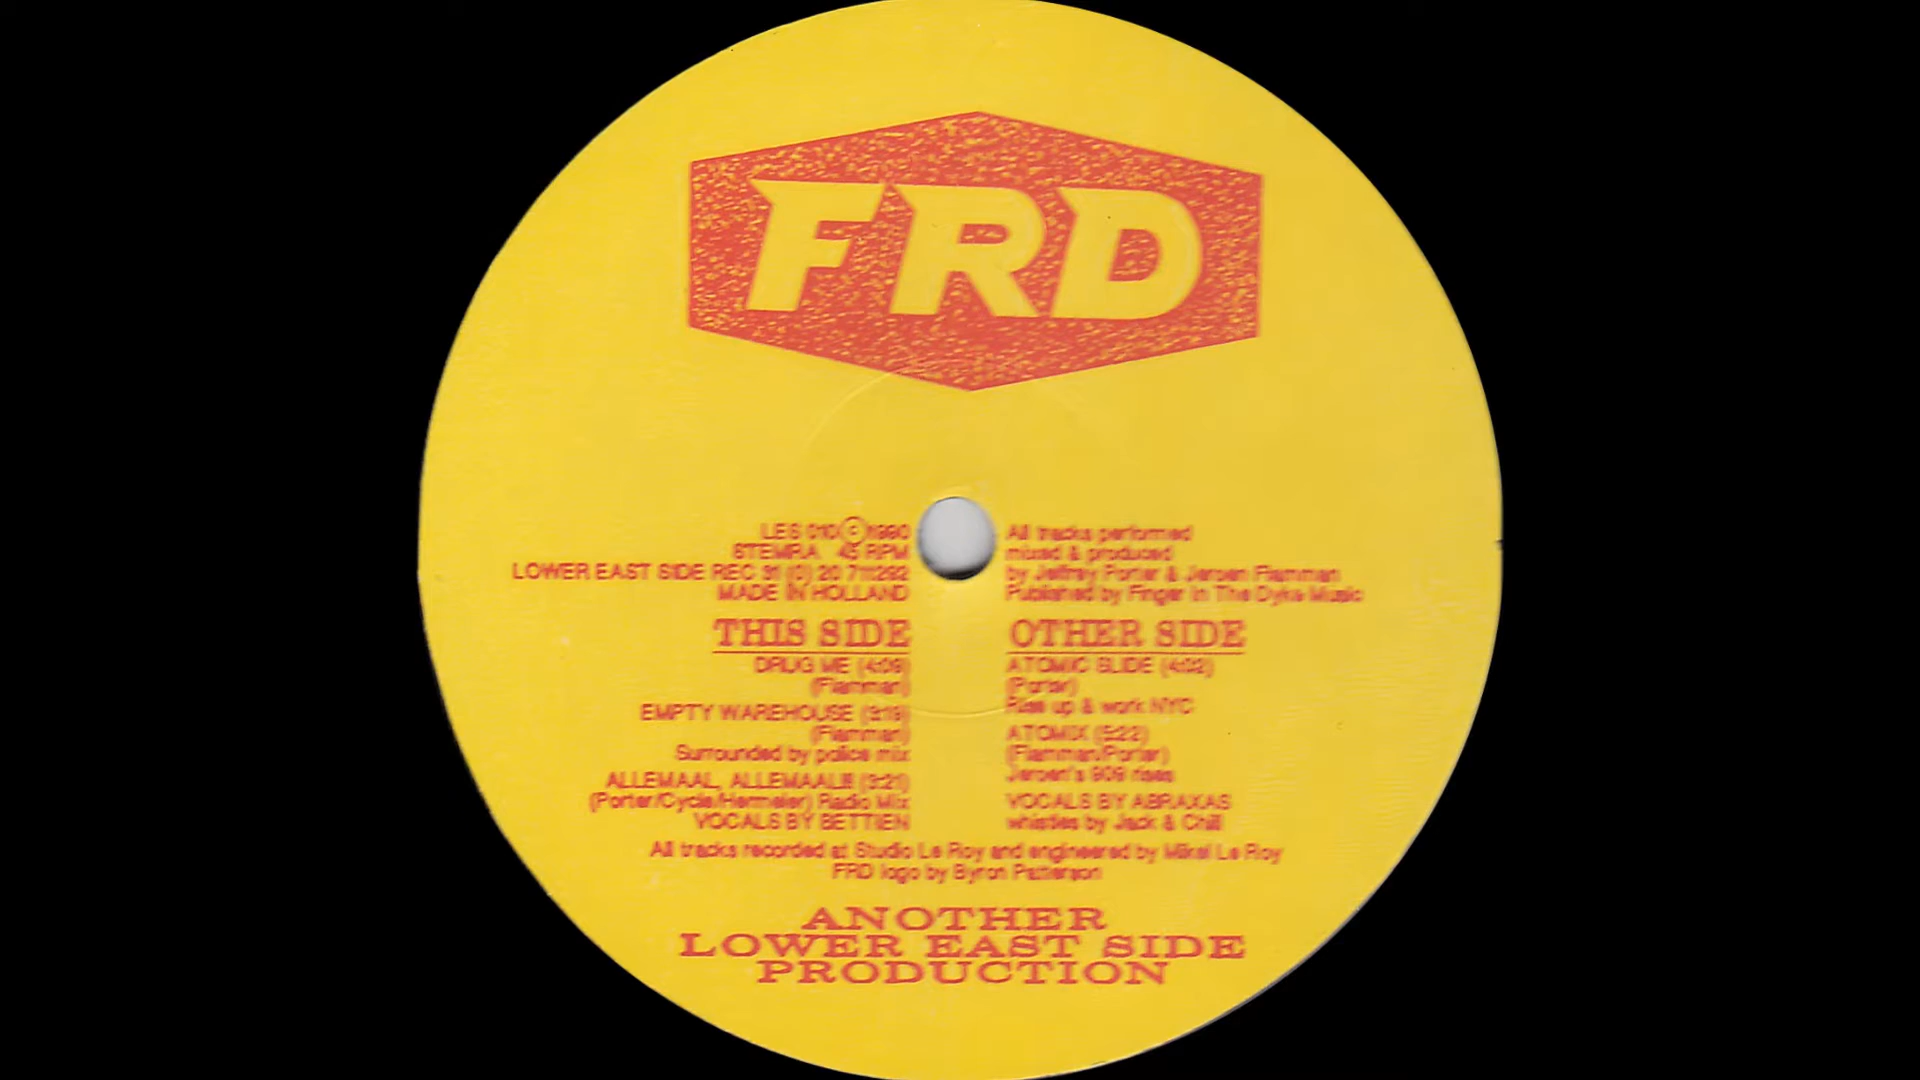 FRD
LES 010 © 1990
STEMRA 45 RPM
LOWER EAST SIDE REC 31 (0) 20 711292
MADE IN HOLLAND
THIS SIDE
DRUG ME (4:09)
(Flamman)
EMPTY WAREHOUSE (3:19)
(Flamman)
Surrounded by police mix
ALLEMAAL, ALLEMAAL!!! (3:21)
(Porter/Cycle/Hermeler) Radio Mix
VOCALS BY BETTIEN
All tracks performed
mixed & produced
by Jeffrey Porter & Jeroen Flamman
Published by Finger In The Dyke Music
OTHER SIDE
ATOMIC SLIDE (4:02)
(Porter)
Rise up & work NYC
ATOMIX (5:22)
(Flamman/Porter)
Jeroen's 909 rises
VOCALS BY ABRAXAS
whistles by Jack & Chill
All tracks recorded at Studio Le Roy and engineered by Mikel Le Roy
FRD logo by Byron Patterson
ANOTHER
LOWER EAST SIDE
PRODUCTION